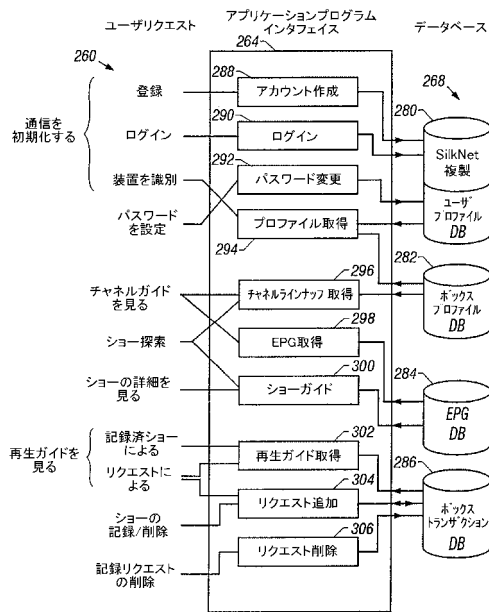 ユーザリクエスト
アプリケーションプログラム
インタフェイス
データベース
260
264
268
登録
288
アカウント作成
280
通信を
初期化する
ログイン
290
ログイン
SilkNet
複製
装置を識別
292
パスワード変更
ユーザ
プロファイル
DB
パスワード
を設定
プロファイル取得
294
282
チャネルガイド
を見る
296
チャネルラインナップ 取得
ボックス
プロファイル
DB
298
ショー探索
EPG取得
300
ショーの詳細を
見る
ショーガイド
284
EPG
DB
再生ガイドを
見る
記録済ショー
による
302
再生ガイド取得
リクエストに
よる
304
286
ショーの
記録/削除
リクエスト追加
ボックス
トランザクション
DB
306
記録リクエスト
の削除
リクエスト削除